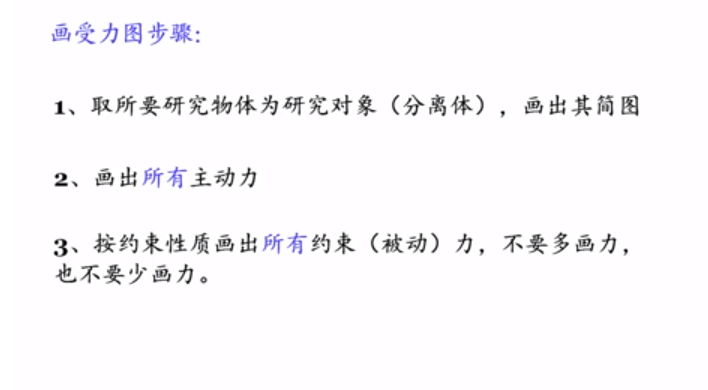 画受力图步骤:
1、取所要研究物体为研究对象（分离体）,画出其简图
2、画出所有主动力
3、按约束性质画出所有约束（被动）力,不要多画力,
也不要少画力。